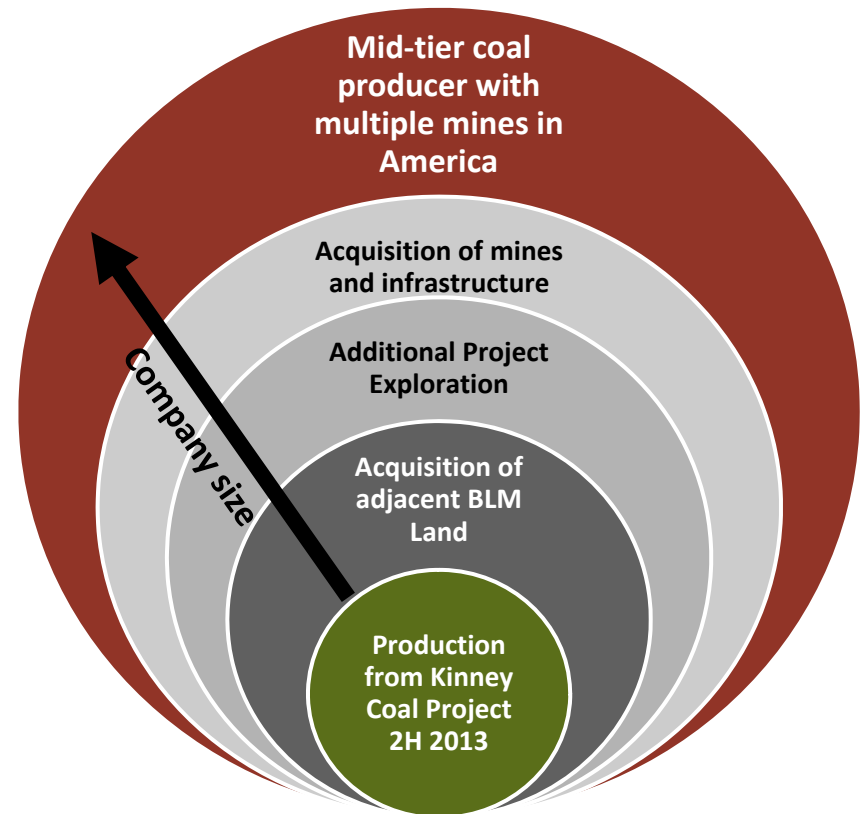 Mid-tier coal
producer with
multiple mines in
America
Acquisition of mines
and infrastructure
Additional Project
Exploration
Company size
Acquisition of
adjacent BLM
Land
Production
from Kinney
Coal Project
2H 2013